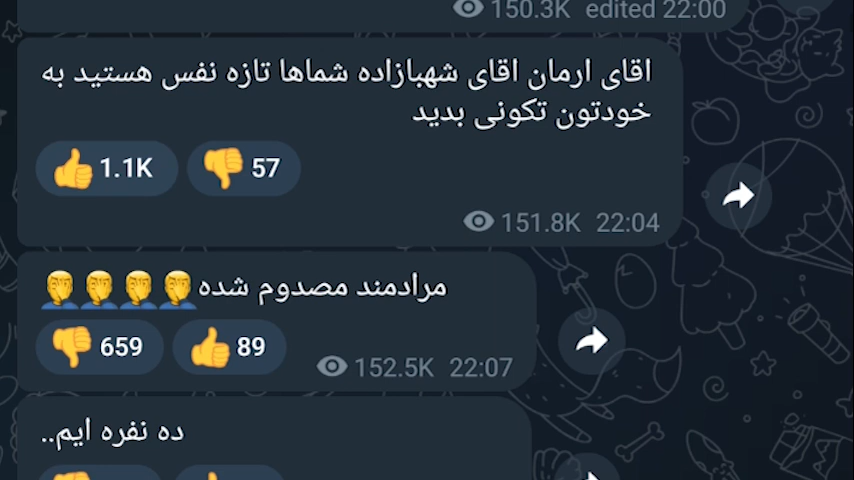 150.3K edited 22:00
اقای ارمان اقای شهبازاده شماها تازه نفس هستید به
خودتون تکونی بدید
👍 1.1K 👎 57
151.8K 22:04
مرادمند مصدوم شده🤦‍♂️🤦‍♂️🤦‍♂️🤦‍♂️
👎 659 👍 89
152.5K 22:07
ده نفره ایم..